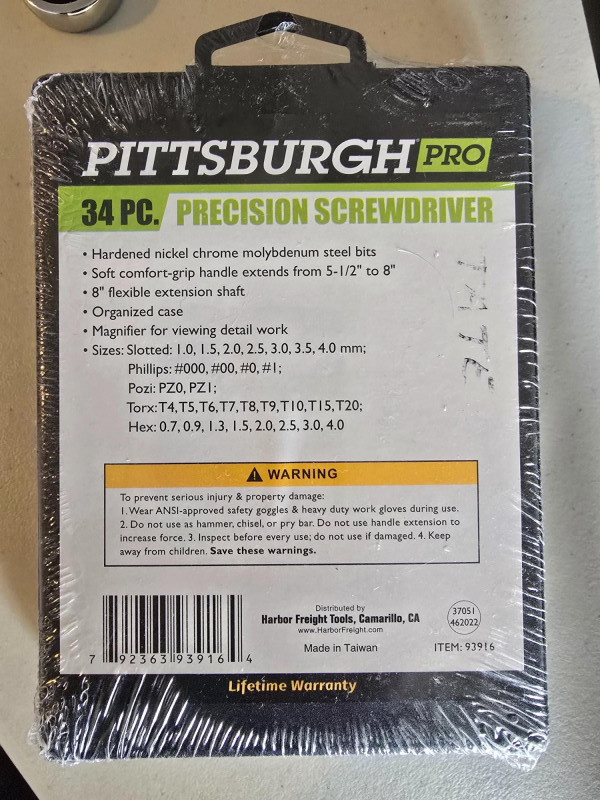 PITTSBURGH PRO
34 PC. PRECISION SCREWDRIVER
• Hardened nickel chrome molybdenum steel bits
• Soft comfort-grip handle extends from 5-1/2" to 8"
• 8" flexible extension shaft
• Organized case
• Magnifier for viewing detail work
• Sizes: Slotted: 1.0, 1.5, 2.0, 2.5, 3.0, 3.5, 4.0 mm;
Phillips: #000, #00, #0, #1;
Pozi: PZ0, PZ1;
Torx: T4, T5, T6, T7, T8, T9, T10, T15, T20;
Hex: 0.7, 0.9, 1.3, 1.5, 2.0, 2.5, 3.0, 4.0
WARNING
To prevent serious injury & property damage:
1. Wear ANSI-approved safety goggles & heavy duty work gloves during use.
2. Do not use as hammer, chisel, or pry bar. Do not use handle extension to
increase force. 3. Inspect before every use; do not use if damaged. 4. Keep
away from children. Save these warnings.
7 92363 93916 4
Distributed by
Harbor Freight Tools, Camarillo, CA
www.HarborFreight.com
Made in Taiwan
37051
462022
ITEM: 93916
Lifetime Warranty